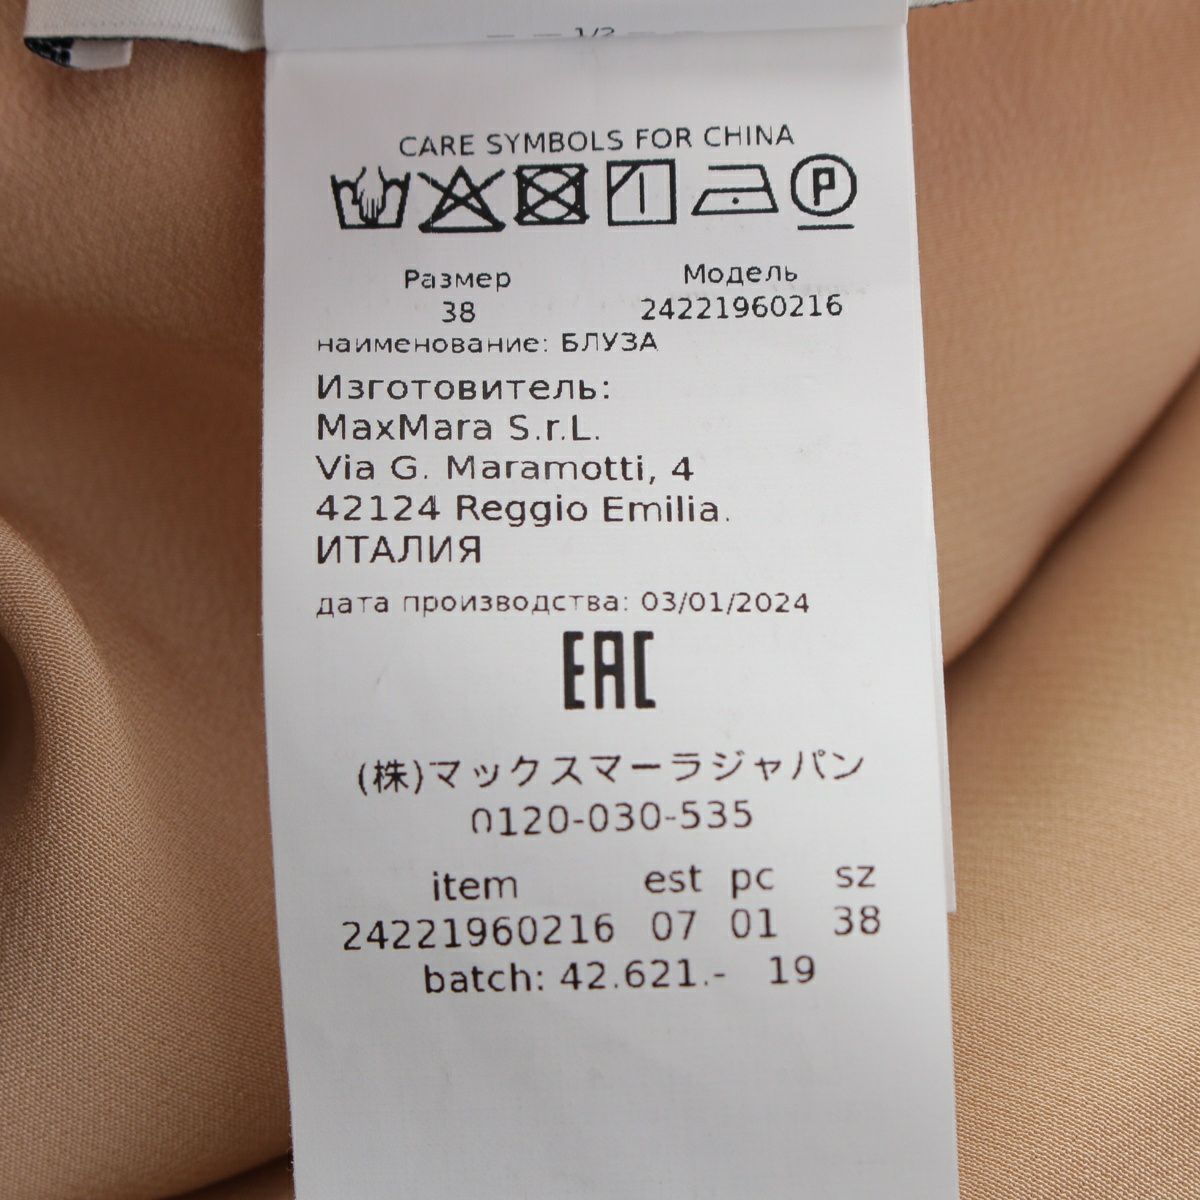 1/2
CARE SYMBOLS FOR CHINA
P
Размер Модель
38 24221960216
наименование: БЛУЗА
Изготовитель:
MaxMara S.r.L.
Via G. Maramotti, 4
42124 Reggio Emilia.
ИТАЛИЯ
дата производства: 03/01/2024
EAC
(株)マックスマーラジャパン
0120-030-535
item est pc sz
24221960216 07 01 38
batch: 42.621.- 19